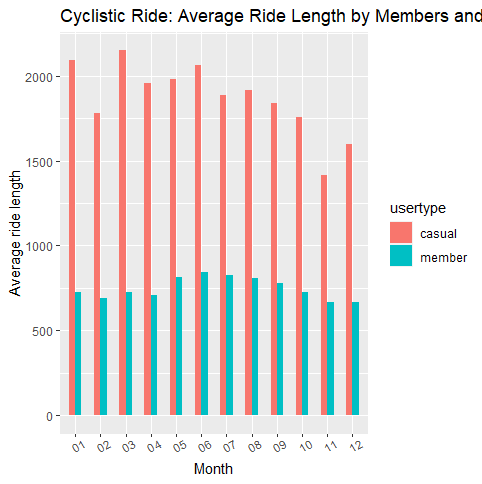 Cyclistic Ride: Average Ride Length by Members and
2000
1500
1000
500
0
Average ride length
01 02 03 04 05 06 07 08 09 10 11 12
Month
usertype
casual
member